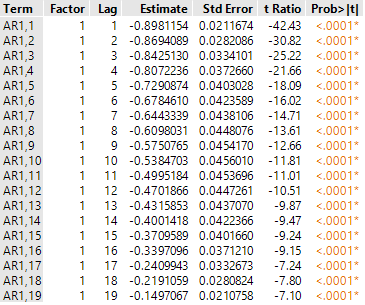 Term Factor Lag Estimate Std Error t Ratio Prob>|t|
AR1,1 1 1 -0.8981154 0.0211674 -42.43 <.0001*
AR1,2 1 2 -0.8694089 0.0282086 -30.82 <.0001*
AR1,3 1 3 -0.8425130 0.0334101 -25.22 <.0001*
AR1,4 1 4 -0.8072236 0.0372660 -21.66 <.0001*
AR1,5 1 5 -0.7290874 0.0403028 -18.09 <.0001*
AR1,6 1 6 -0.6784610 0.0423589 -16.02 <.0001*
AR1,7 1 7 -0.6443339 0.0438106 -14.71 <.0001*
AR1,8 1 8 -0.6098031 0.0448076 -13.61 <.0001*
AR1,9 1 9 -0.5750765 0.0454170 -12.66 <.0001*
AR1,10 1 10 -0.5384703 0.0456010 -11.81 <.0001*
AR1,11 1 11 -0.4995184 0.0453696 -11.01 <.0001*
AR1,12 1 12 -0.4701866 0.0447261 -10.51 <.0001*
AR1,13 1 13 -0.4315853 0.0437070 -9.87 <.0001*
AR1,14 1 14 -0.4001418 0.0422366 -9.47 <.0001*
AR1,15 1 15 -0.3709589 0.0401660 -9.24 <.0001*
AR1,16 1 16 -0.3397096 0.0371210 -9.15 <.0001*
AR1,17 1 17 -0.2409943 0.0332673 -7.24 <.0001*
AR1,18 1 18 -0.2191059 0.0280824 -7.80 <.0001*
AR1,19 1 19 -0.1497067 0.0210758 -7.10 <.0001*